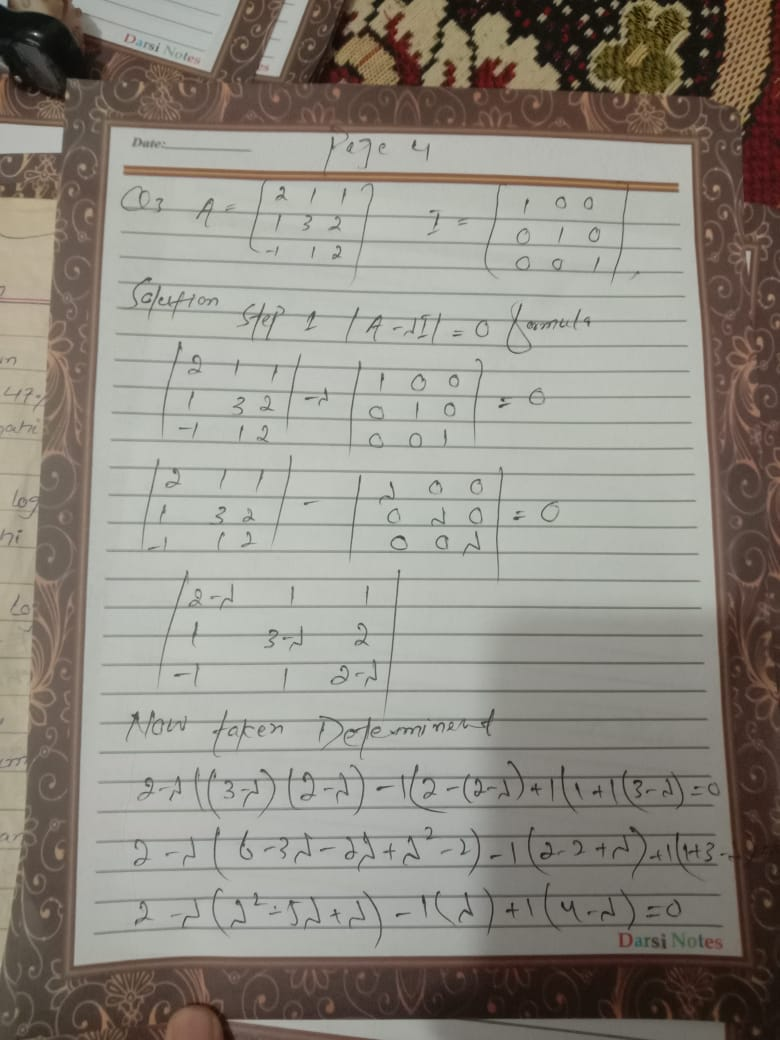 Darsi Notes
Date:
Page 4
Q3 A = [2 1 1
1 3 2
-1 1 2]
I = [1 0 0
0 1 0
0 0 1],
Solution
Step 1 |A-λI| = 0 formula
|2 1 1
1 3 2
-1 1 2| -λ |1 0 0
0 1 0
0 0 1| = 0
|2 1 1
1 3 2
-1 1 2| - |λ 0 0
0 λ 0
0 0 λ| = 0
|2-λ 1 1
1 3-λ 2
-1 1 2-λ|
Now taken Determinent
2-λ((3-λ)(2-λ) -1(2-(2-λ) +1(1+1(3-λ) =0
2-λ(6-3λ-2λ+λ²-2) -1(2-2+λ) +1(1+3-
2-λ(λ²-5λ+λ) -1(λ) +1(4-λ) =0
Darsi Notes
47%
log